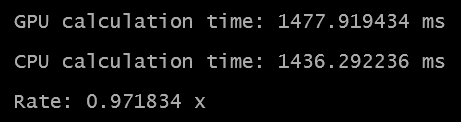 GPU calculation time: 1477.919434 ms
CPU calculation time: 1436.292236 ms
Rate: 0.971834 x